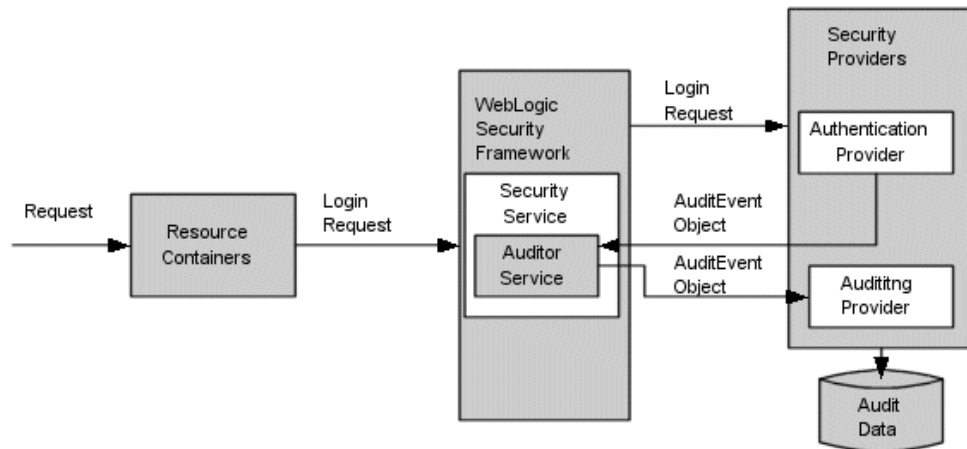 Request
Resource
Containers
Login
Request
WebLogic
Security
Framework
Security
Service
Auditor
Service
Login
Request
AuditEvent
Object
AuditEvent
Object
Security
Providers
Authentication
Provider
Audititng
Provider
Audit
Data